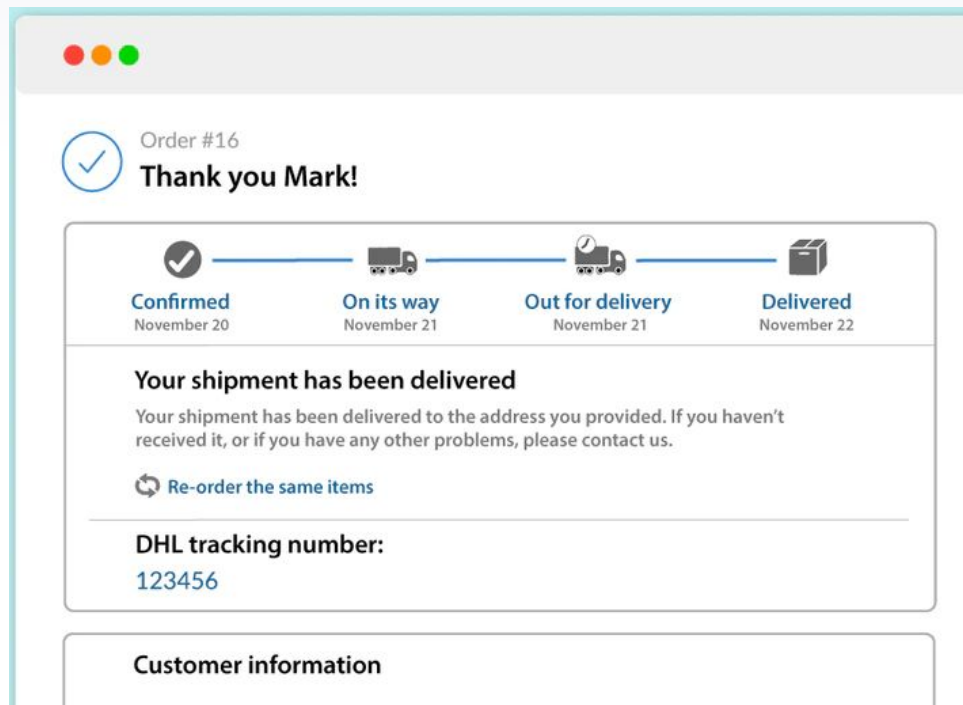 Order #16
Thank you Mark!
Confirmed
November 20
On its way
November 21
Out for delivery
November 21
Delivered
November 22
Your shipment has been delivered
Your shipment has been delivered to the address you provided. If you haven’t
received it, or if you have any other problems, please contact us.
Re-order the same items
DHL tracking number:
123456
Customer information